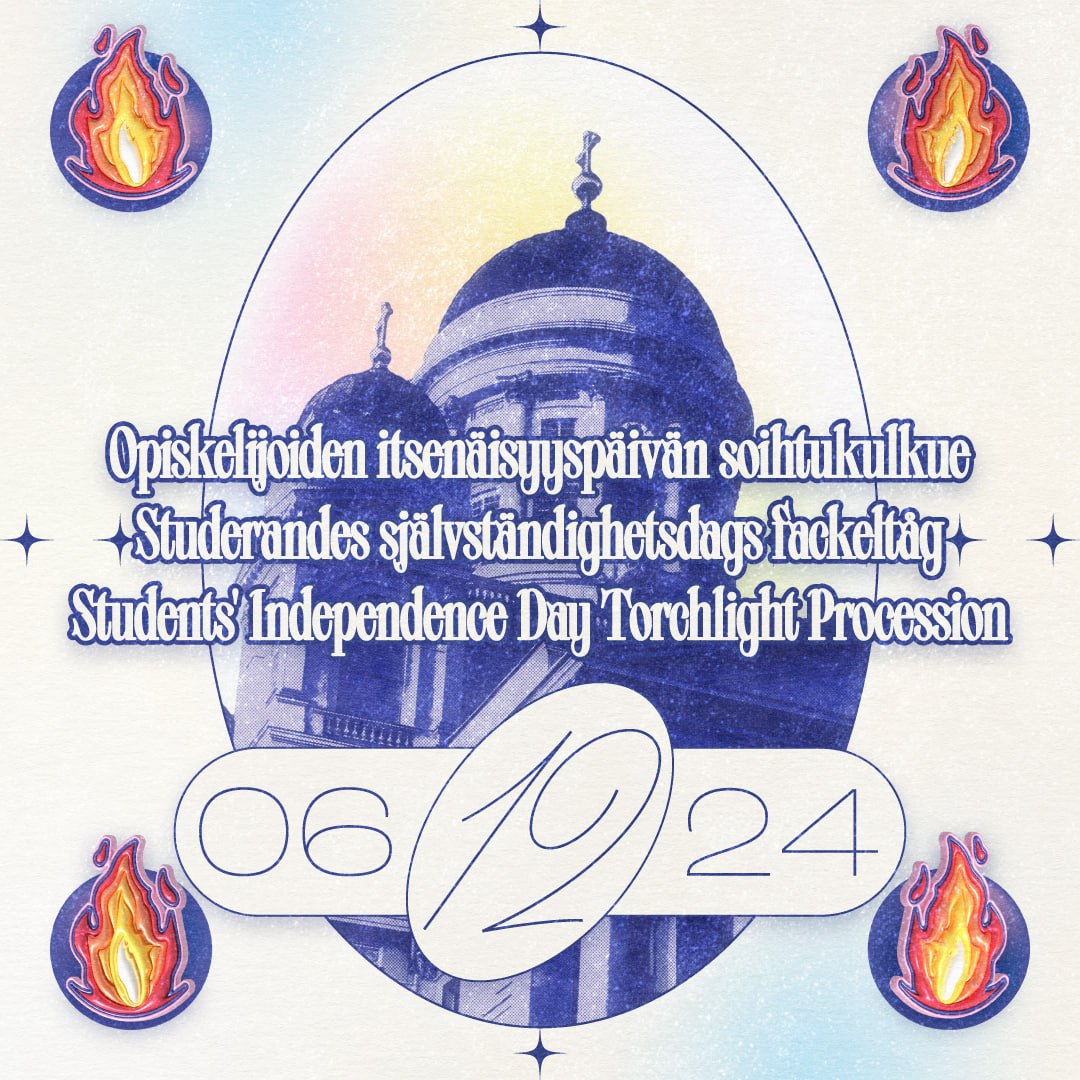 Opiskelijoiden itsenäisyyspäivän soihtukulkue
Studerandes självständighetsdags fackeltåg
Students' Independence Day Torchlight Procession
06 12 24